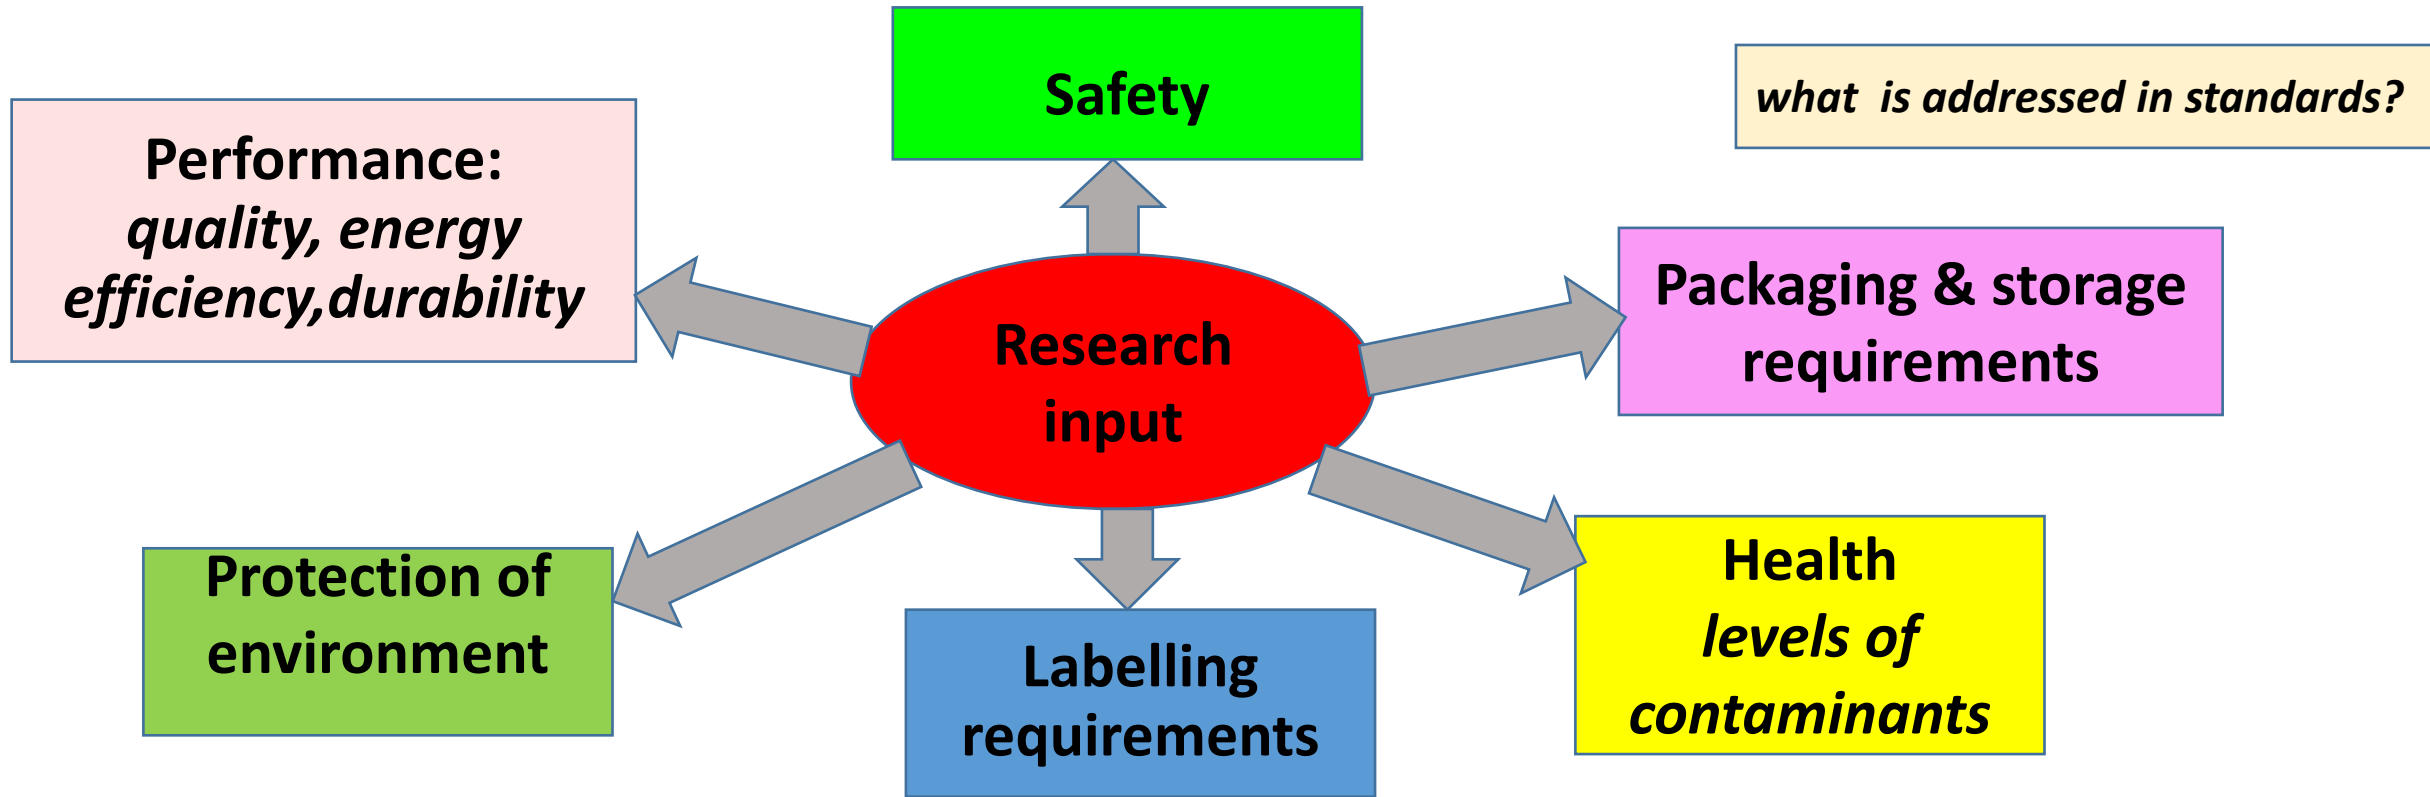 Safety
what is addressed in standards?
Performance:
quality, energy
efficiency,durability
Packaging & storage
requirements
Research
input
Protection of
environment
Health
levels of
contaminants
Labelling
requirements